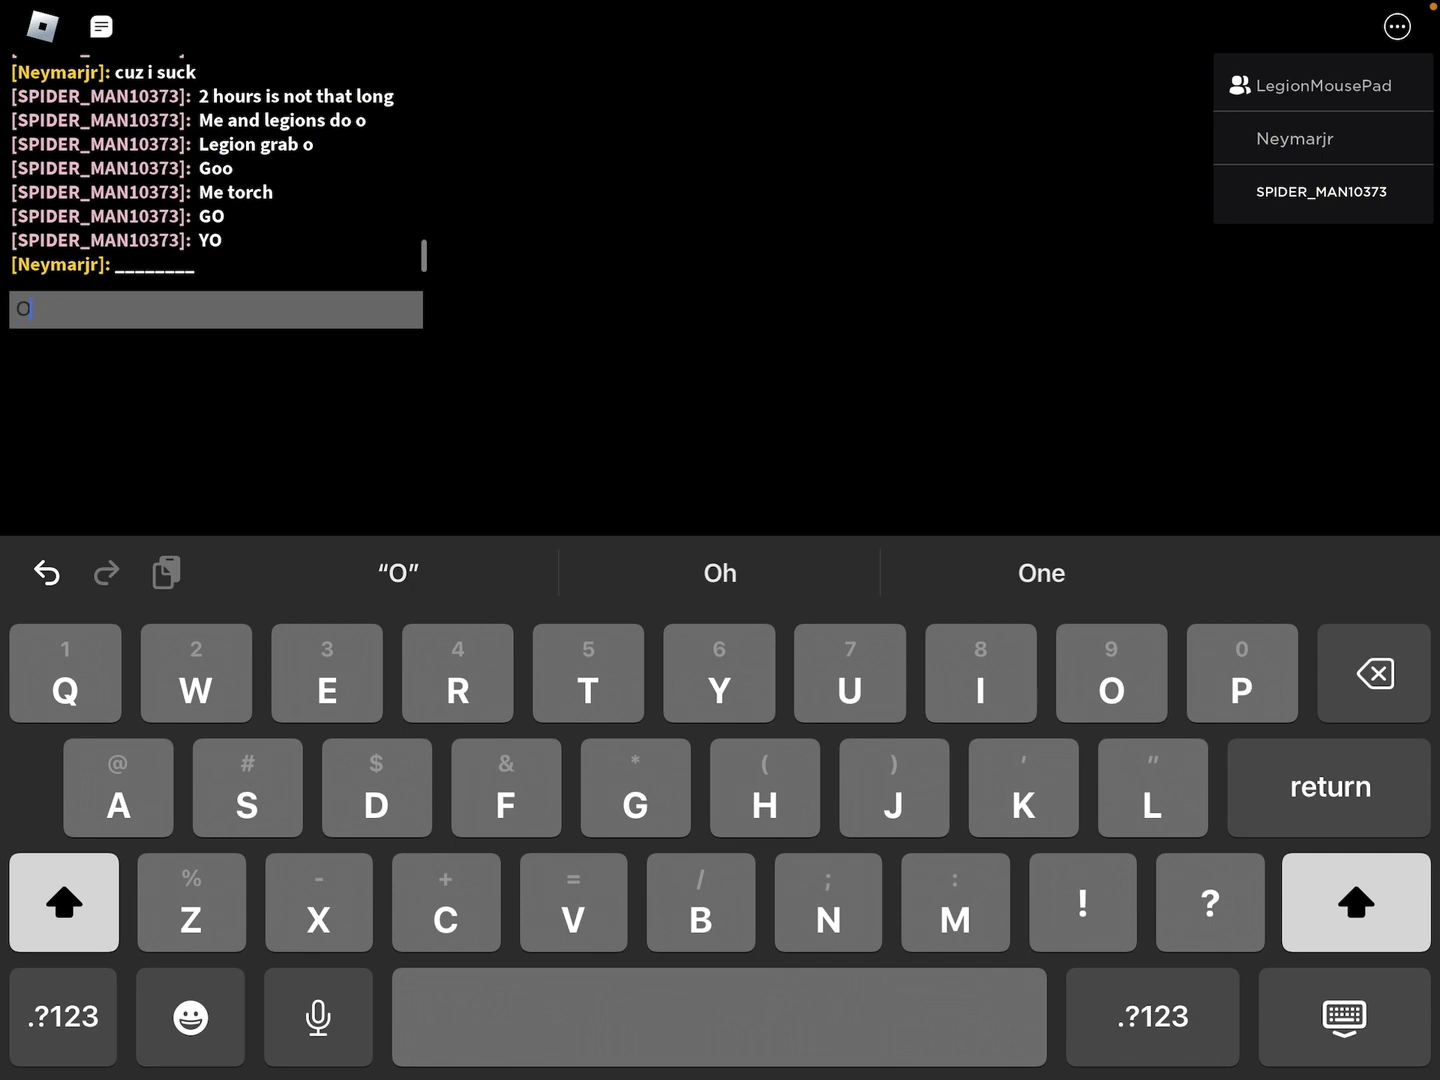 [Neymarjr]: cuz i suck
[SPIDER_MAN10373]: 2 hours is not that long
[SPIDER_MAN10373]: Me and legions do o
[SPIDER_MAN10373]: Legion grab o
[SPIDER_MAN10373]: Goo
[SPIDER_MAN10373]: Me torch
[SPIDER_MAN10373]: GO
[SPIDER_MAN10373]: YO
[Neymarjr]: ________
O
LegionMousePad
Neymarjr
SPIDER_MAN10373
“O” Oh One
1 2 3 4 5 6 7 8 9 0
Q W E R T Y U I O P
@ # $ & * ( ) ' "
A S D F G H J K L return
% - + = / ; :
Z X C V B N M ! ?
.?123 .?123